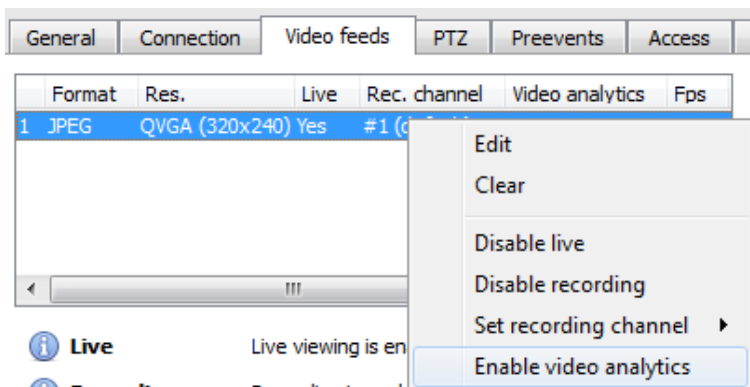 General Connection Video feeds PTZ Preevents Access
Format Res. Live Rec. channel Video analytics Fps
1 JPEG QVGA (320x240) Yes #1
Edit
Clear
Disable live
Disable recording
Set recording channel
Live Live viewing is
Enable video analytics